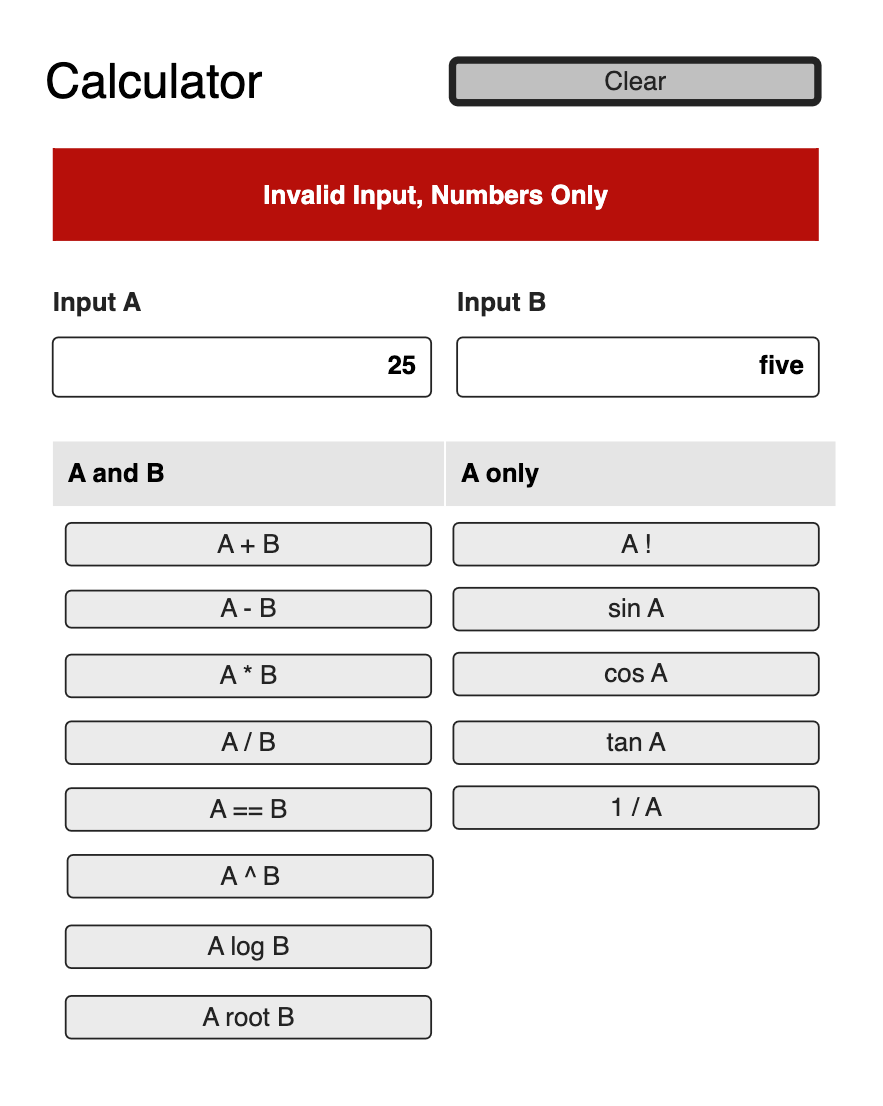 Calculator
Clear
Invalid Input, Numbers Only
Input A
Input B
25
five
A and B
A only
A + B
A !
A - B
sin A
A * B
cos A
A / B
tan A
A == B
1 / A
A ^ B
A log B
A root B